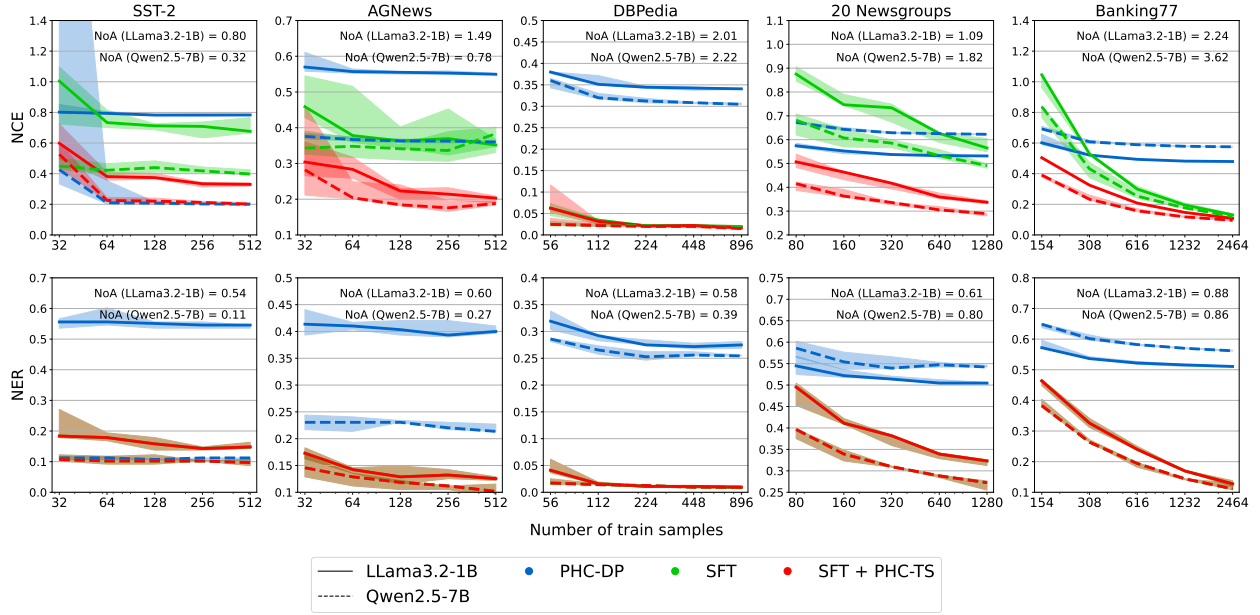 SST-2 AGNews DBPedia 20 Newsgroups Banking77
NCE
1.4 1.2 1.0 0.8 0.6 0.4 0.2 0.0
NoA (LLama3.2-1B) = 0.80
NoA (Qwen2.5-7B) = 0.32
32 64 128 256 512
0.7 0.6 0.5 0.4 0.3 0.2 0.1
NoA (LLama3.2-1B) = 1.49
NoA (Qwen2.5-7B) = 0.78
32 64 128 256 512
0.5 0.45 0.4 0.35 0.3 0.25 0.2 0.15 0.1 0.05 0.0
NoA (LLama3.2-1B) = 2.01
NoA (Qwen2.5-7B) = 2.22
56 112 224 448 896
1.1 1.0 0.9 0.8 0.7 0.6 0.5 0.4 0.3 0.2
NoA (LLama3.2-1B) = 1.09
NoA (Qwen2.5-7B) = 1.82
80 160 320 640 1280
1.4 1.2 1.0 0.8 0.6 0.4 0.2 0.0
NoA (LLama3.2-1B) = 2.24
NoA (Qwen2.5-7B) = 3.62
154 308 616 1232 2464
NER
0.7 0.6 0.5 0.4 0.3 0.2 0.1 0.0
NoA (LLama3.2-1B) = 0.54
NoA (Qwen2.5-7B) = 0.11
32 64 128 256 512
0.5 0.45 0.4 0.35 0.3 0.25 0.2 0.15 0.1
NoA (LLama3.2-1B) = 0.60
NoA (Qwen2.5-7B) = 0.27
32 64 128 256 512
0.4 0.35 0.3 0.25 0.2 0.15 0.1 0.05 0.0
NoA (LLama3.2-1B) = 0.58
NoA (Qwen2.5-7B) = 0.39
56 112 224 448 896
0.75 0.7 0.65 0.6 0.55 0.5 0.45 0.4 0.35 0.3 0.25
NoA (LLama3.2-1B) = 0.61
NoA (Qwen2.5-7B) = 0.80
80 160 320 640 1280
0.8 0.7 0.6 0.5 0.4 0.3 0.2 0.1
NoA (LLama3.2-1B) = 0.88
NoA (Qwen2.5-7B) = 0.86
154 308 616 1232 2464
Number of train samples
LLama3.2-1B PHC-DP SFT SFT + PHC-TS
Qwen2.5-7B